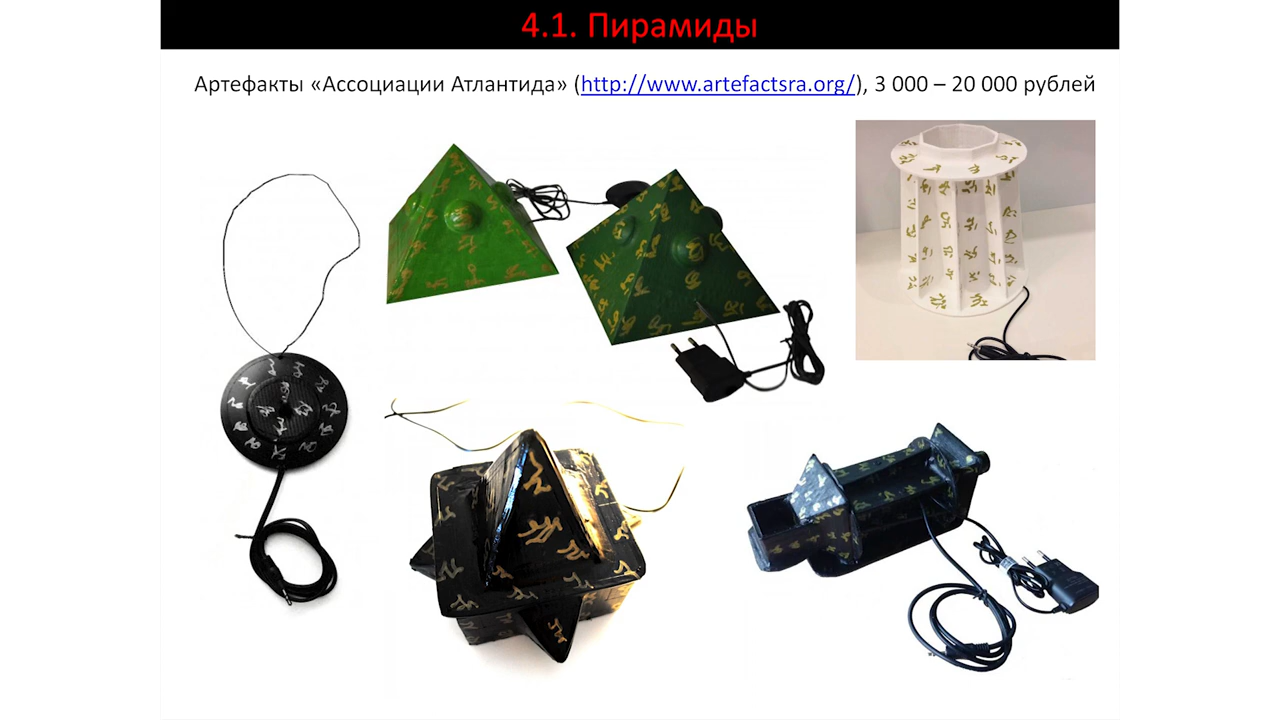 4.1. Пирамиды
Артефакты «Ассоциации Атлантида» (http://www.artefactsra.org/), 3 000 – 20 000 рублей